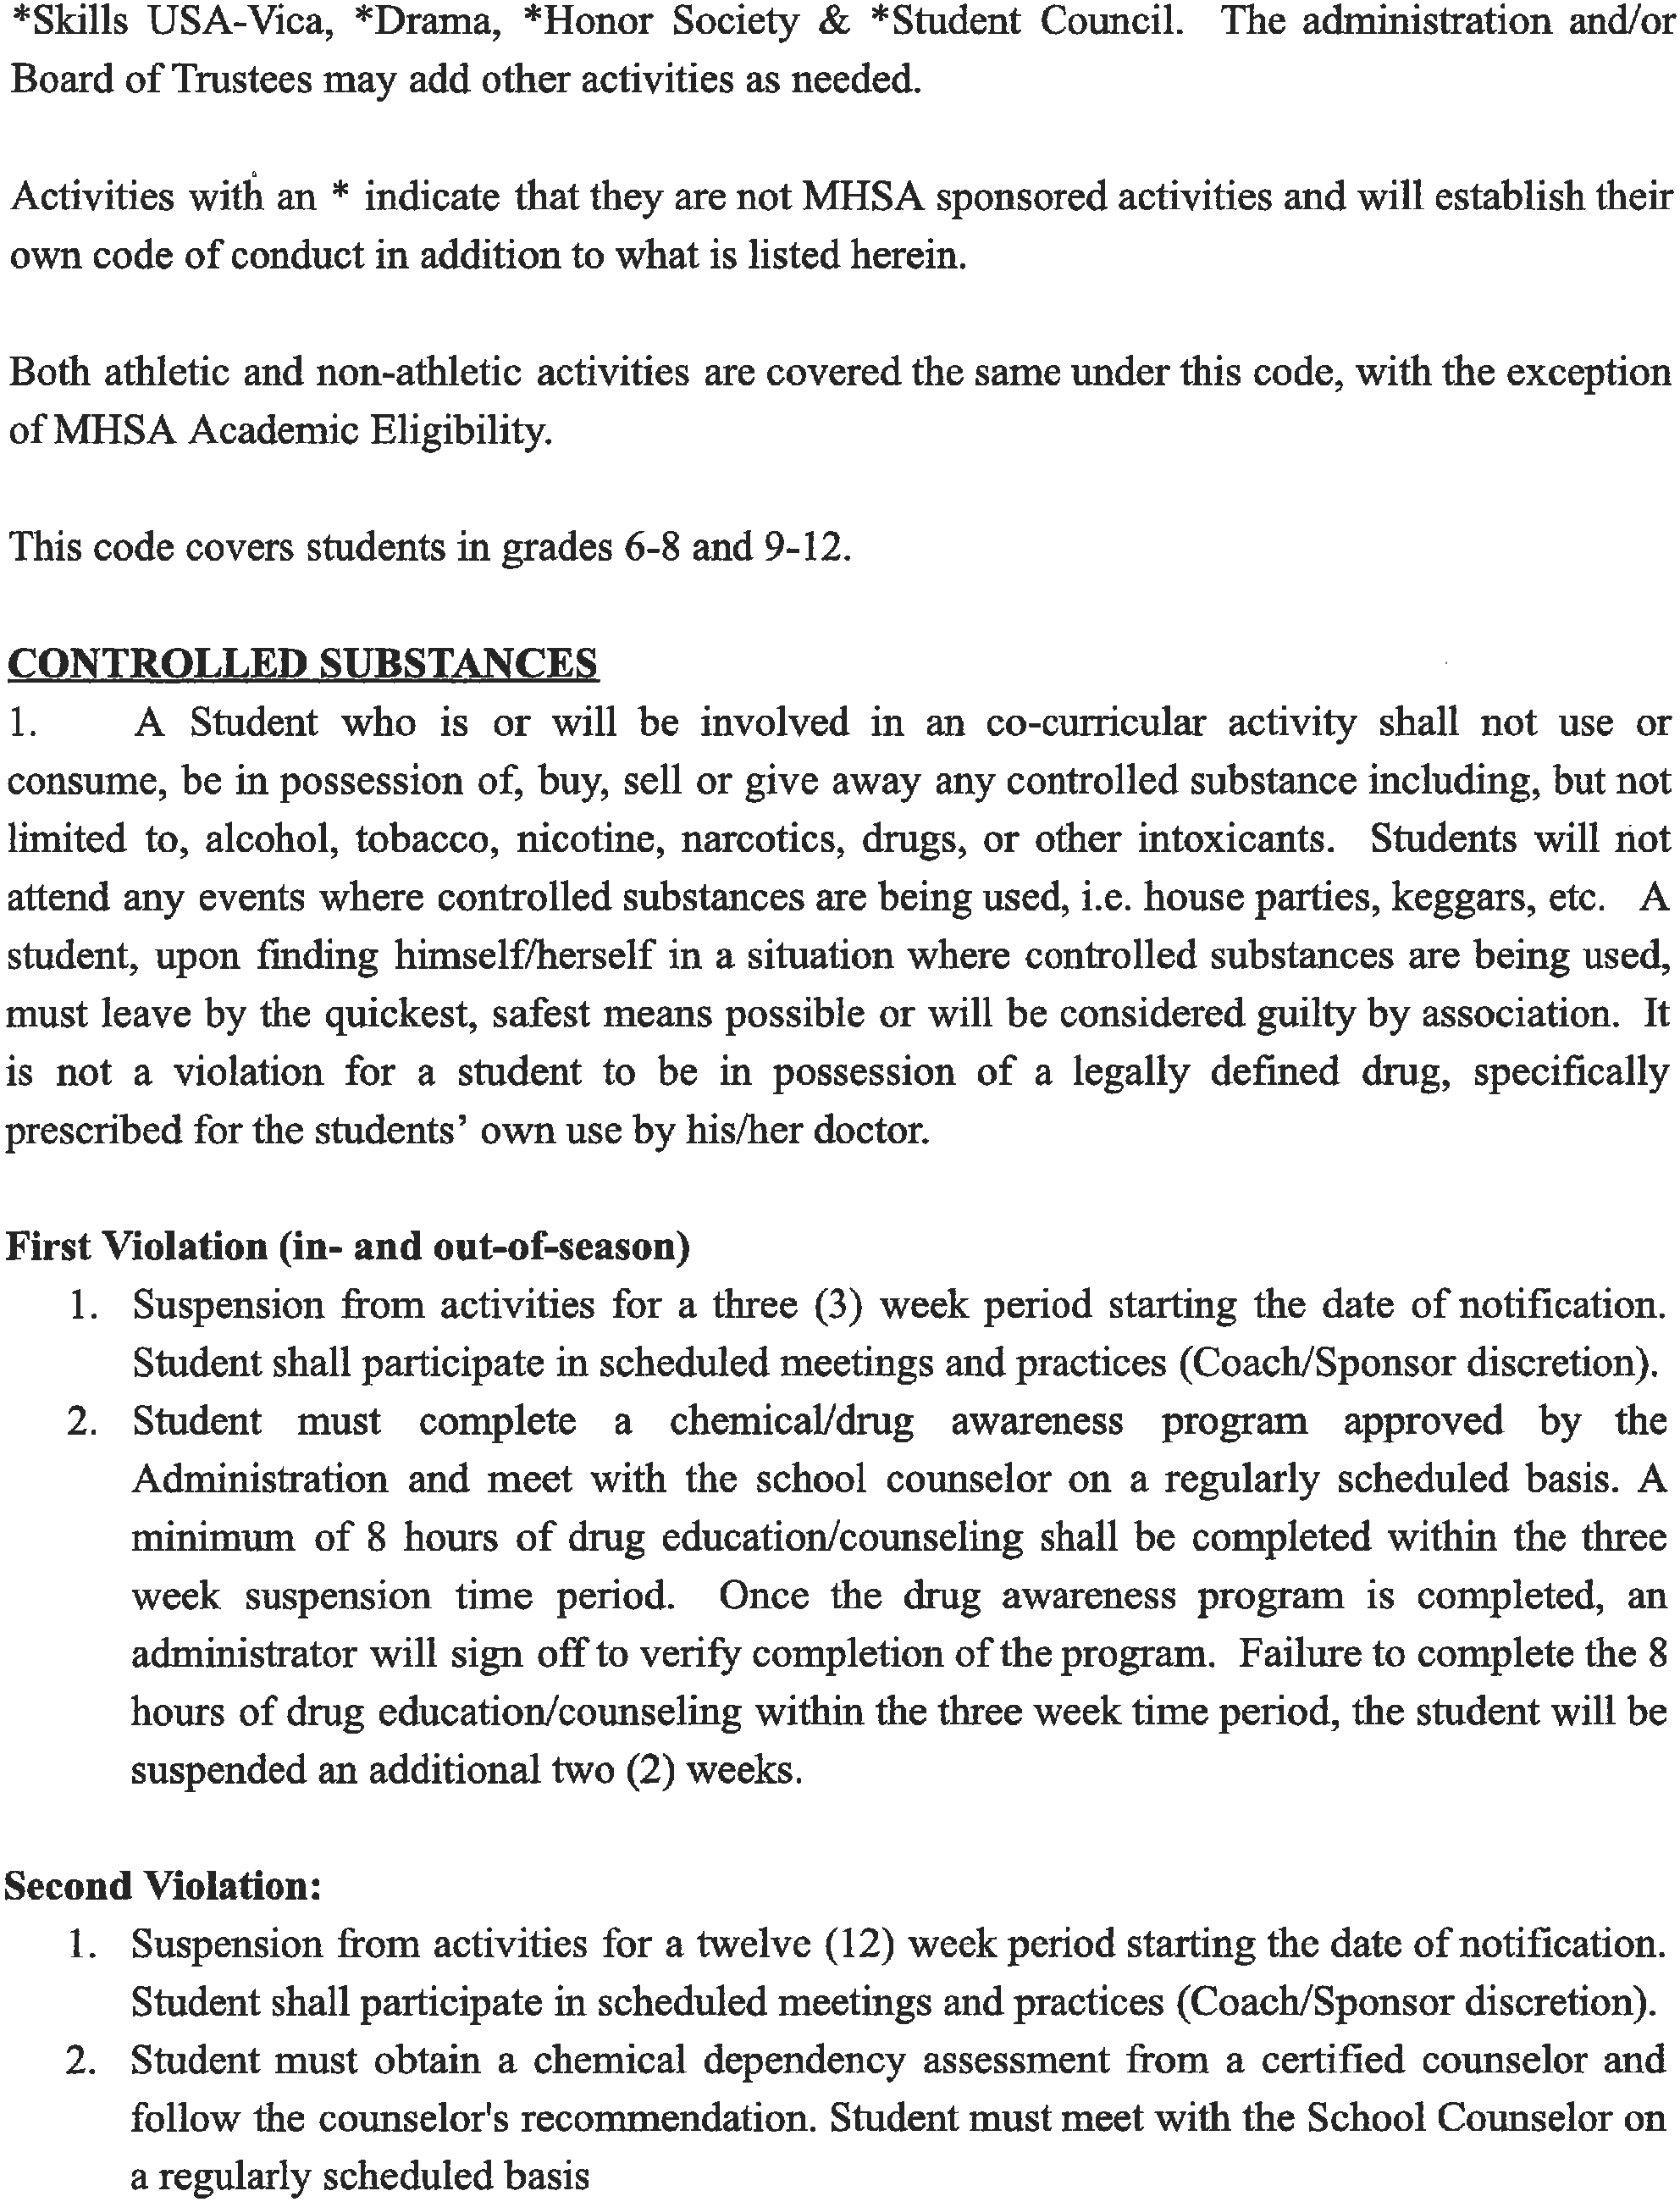 *Skills USA-Vica, *Drama, *Honor Society & *Student Council. The administration and/or
Board of Trustees may add other activities as needed.
Activities with an * indicate that they are not MHSA sponsored activities and will establish their
own code of conduct in addition to what is listed herein.
Both athletic and non-athletic activities are covered the same under this code, with the exception
of MHSA Academic Eligibility.
This code covers students in grades 6-8 and 9-12.
CONTROLLED SUBSTANCES
1. A Student who is or will be involved in an co-curricular activity shall not use or
consume, be in possession of, buy, sell or give away any controlled substance including, but not
limited to, alcohol, tobacco, nicotine, narcotics, drugs, or other intoxicants. Students will not
attend any events where controlled substances are being used, i.e. house parties, keggars, etc. A
student, upon finding himself/herself in a situation where controlled substances are being used,
must leave by the quickest, safest means possible or will be considered guilty by association. It
is not a violation for a student to be in possession of a legally defined drug, specifically
prescribed for the students' own use by his/her doctor.
First Violation (in- and out-of-season)
1. Suspension from activities for a three (3) week period starting the date of notification.
Student shall participate in scheduled meetings and practices (Coach/Sponsor discretion).
2. Student must complete a chemical/drug awareness program approved by the
Administration and meet with the school counselor on a regularly scheduled basis. A
minimum of 8 hours of drug education/counseling shall be completed within the three
week suspension time period. Once the drug awareness program is completed, an
administrator will sign off to verify completion of the program. Failure to complete the 8
hours of drug education/counseling within the three week time period, the student will be
suspended an additional two (2) weeks.
Second Violation:
1. Suspension from activities for a twelve (12) week period starting the date of notification.
Student shall participate in scheduled meetings and practices (Coach/Sponsor discretion).
2. Student must obtain a chemical dependency assessment from a certified counselor and
follow the counselor's recommendation. Student must meet with the School Counselor on
a regularly scheduled basis